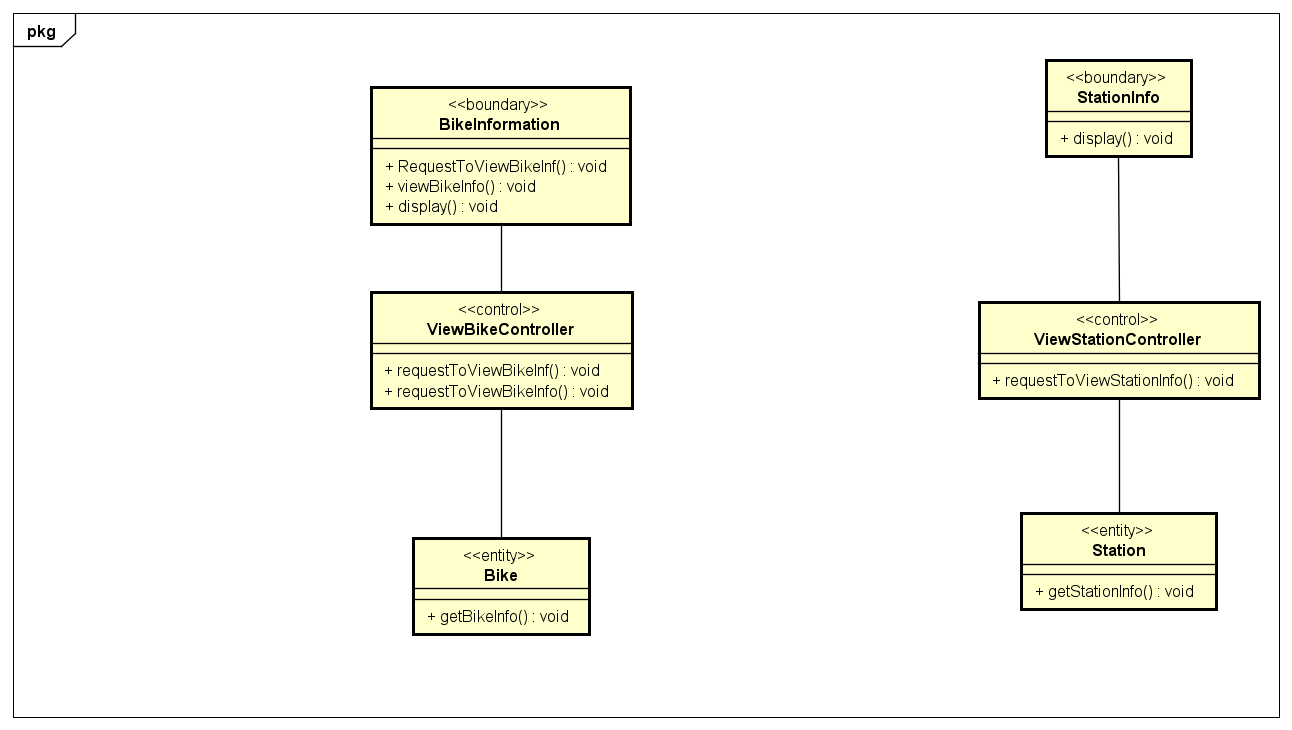 pkg
<<boundary>>
BikeInformation
+ RequestToViewBikeInf() : void
+ viewBikeInfo() : void
+ display() : void
<<control>>
ViewBikeController
+ requestToViewBikeInf() : void
+ requestToViewBikeInfo() : void
<<entity>>
Bike
+ getBikeInfo() : void
<<boundary>>
StationInfo
+ display() : void
<<control>>
ViewStationController
+ requestToViewStationInfo() : void
<<entity>>
Station
+ getStationInfo() : void